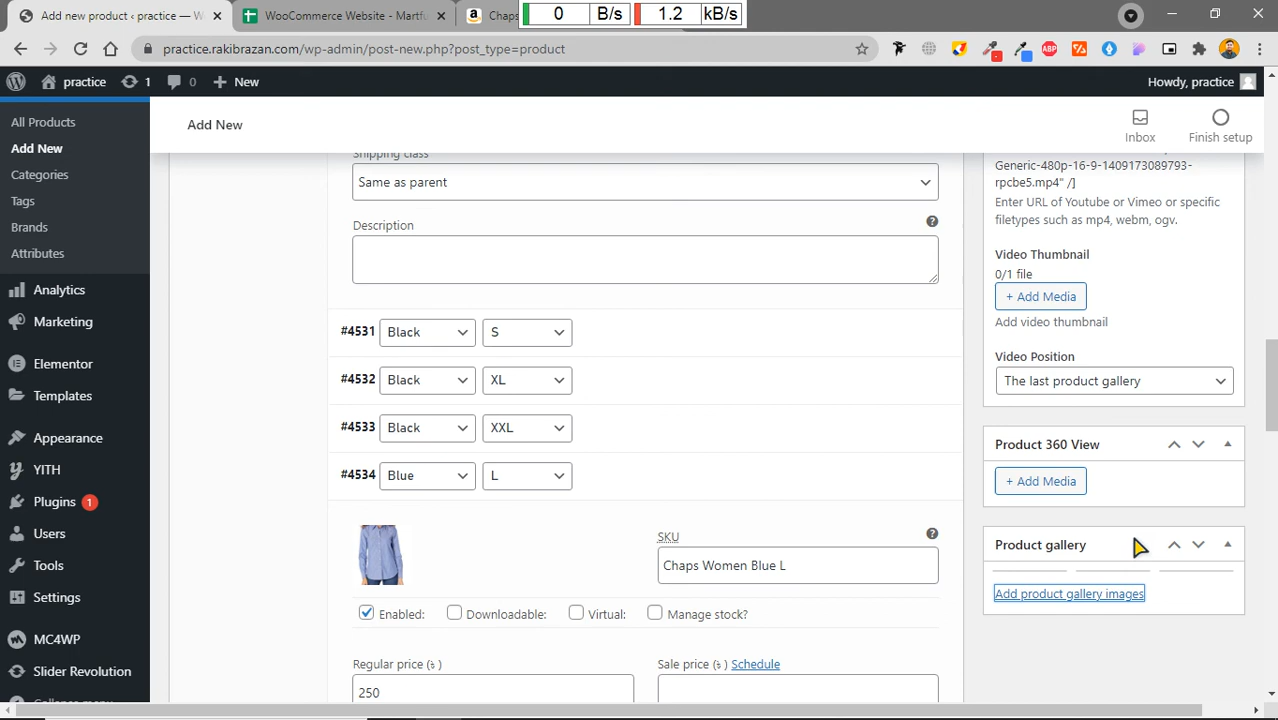 Add new product ‹ practice — W
WooCommerce Website - Martfu
Chaps
0
B/s
1.2
kB/s
practice.rakibrazan.com/wp-admin/post-new.php?post_type=product
practice
1
0
New
Howdy, practice
All Products
Add New
Categories
Tags
Brands
Attributes
Analytics
Marketing
Elementor
Templates
Appearance
YITH
Plugins 1
Users
Tools
Settings
MC4WP
Slider Revolution
Collapse menu
Add New
Inbox
Finish setup
Shipping class
Same as parent
Description
#4531 Black S
#4532 Black XL
#4533 Black XXL
#4534 Blue L
SKU
Chaps Women Blue L
Enabled: Downloadable: Virtual: Manage stock?
Regular price (৳ )
Sale price (৳ ) Schedule
250
Generic-480p-16-9-1409173089793-
rpcbe5.mp4" /]
Enter URL of Youtube or Vimeo or specific
filetypes such as mp4, webm, ogv.
Video Thumbnail
0/1 file
+ Add Media
Add video thumbnail
Video Position
The last product gallery
Product 360 View
+ Add Media
Product gallery
Add product gallery images